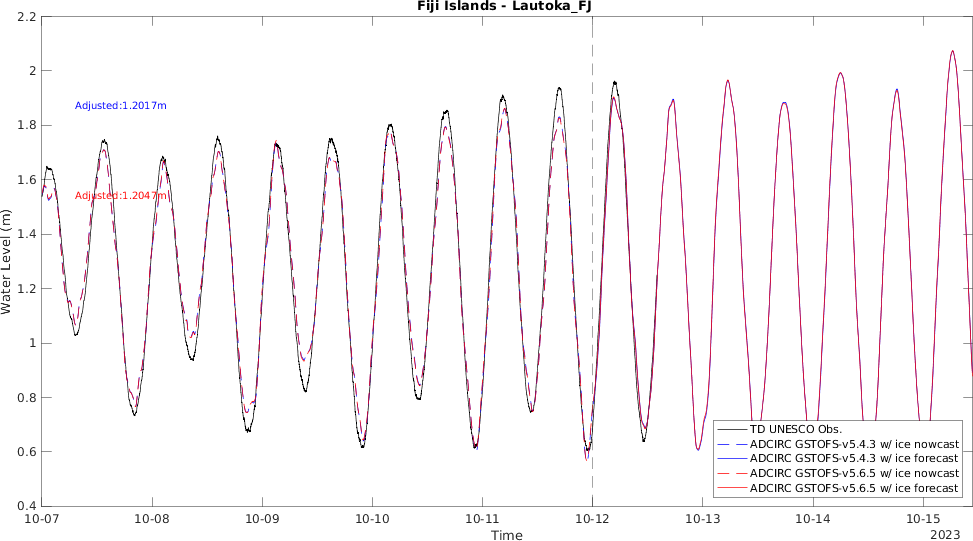 Fiji Islands - Lautoka_FJ
2.2
2
1.8
1.6
1.4
1.2
1
0.8
0.6
0.4
Water Level (m)
Adjusted:1.2017m
Adjusted:1.2047m
TD UNESCO Obs.
ADCIRC GSTOFS-v5.4.3 w/ ice nowcast
ADCIRC GSTOFS-v5.4.3 w/ ice forecast
ADCIRC GSTOFS-v5.6.5 w/ ice nowcast
ADCIRC GSTOFS-v5.6.5 w/ ice forecast
10-07 10-08 10-09 10-10 10-11 10-12 10-13 10-14 10-15
Time
2023